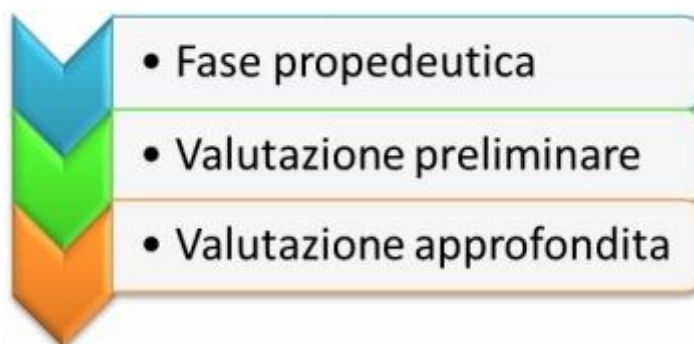 • Fase propedeutica
• Valutazione preliminare
• Valutazione approfondita